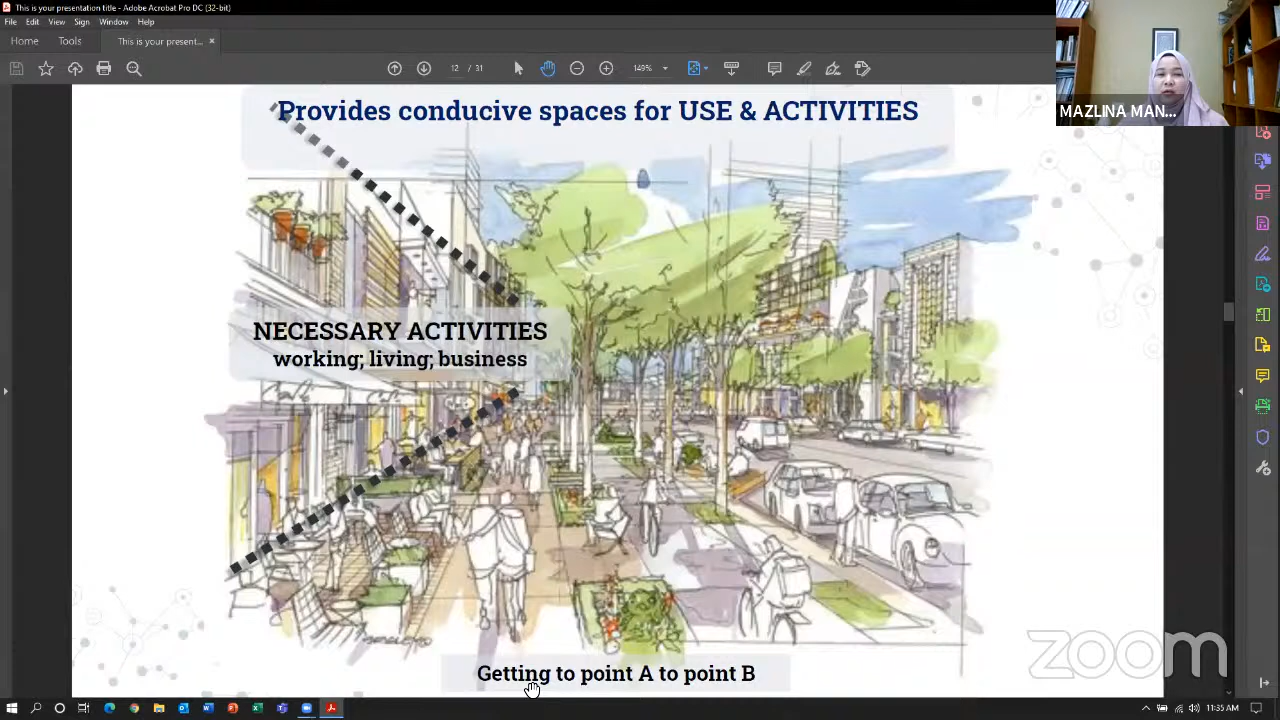 This is your presentation title - Adobe Acrobat Pro DC (32-bit)
File Edit View Sign Window Help
Home Tools This is your present... ×
12 31 149%
MAZLINA MAN...
Provides conducive spaces for USE & ACTIVITIES
NECESSARY ACTIVITIES
working; living; business
Getting to point A to point B
zoom
11:35 AM